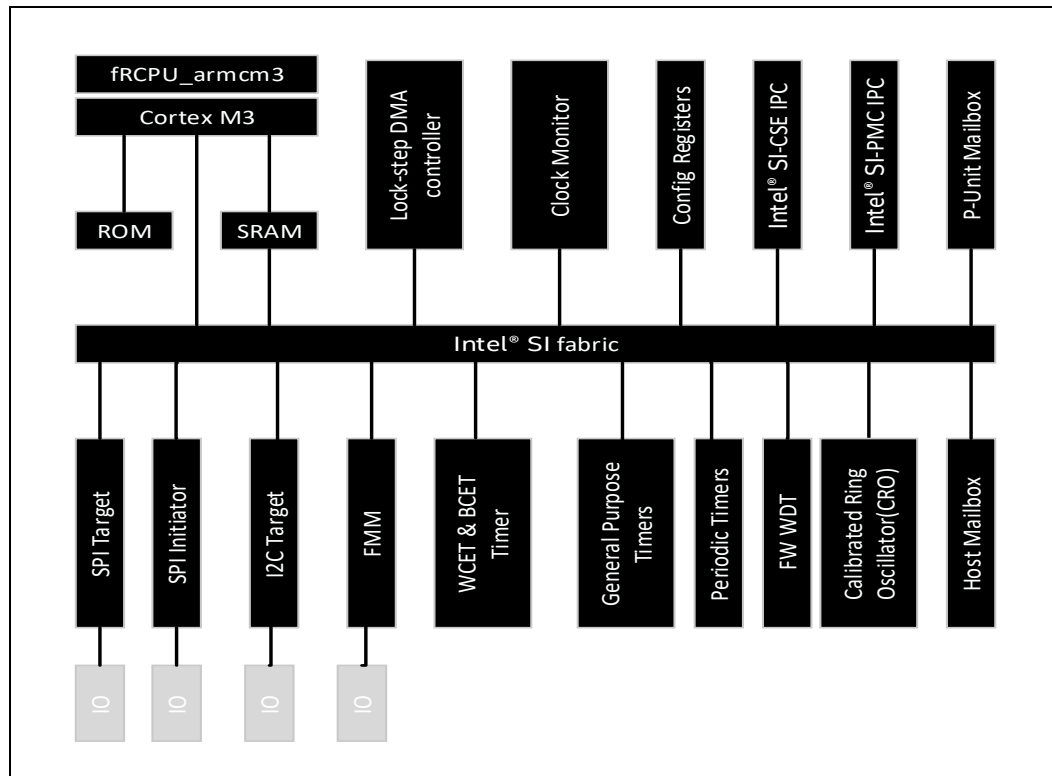 fRCPU_armcm3
Cortex M3
ROM
SRAM
Lock-step DMA
controller
Clock Monitor
Config Registers
Intel® SI-CSE IPC
Intel® SI-PMC IPC
P-Unit Mailbox
Intel® SI fabric
SPI Target
SPI Initiator
I2C Target
FMM
WCET & BCET
Timer
General Purpose
Timers
Periodic Timers
FW WDT
Calibrated Ring
Oscillator(CRO)
Host Mailbox
IO
IO
IO
IO